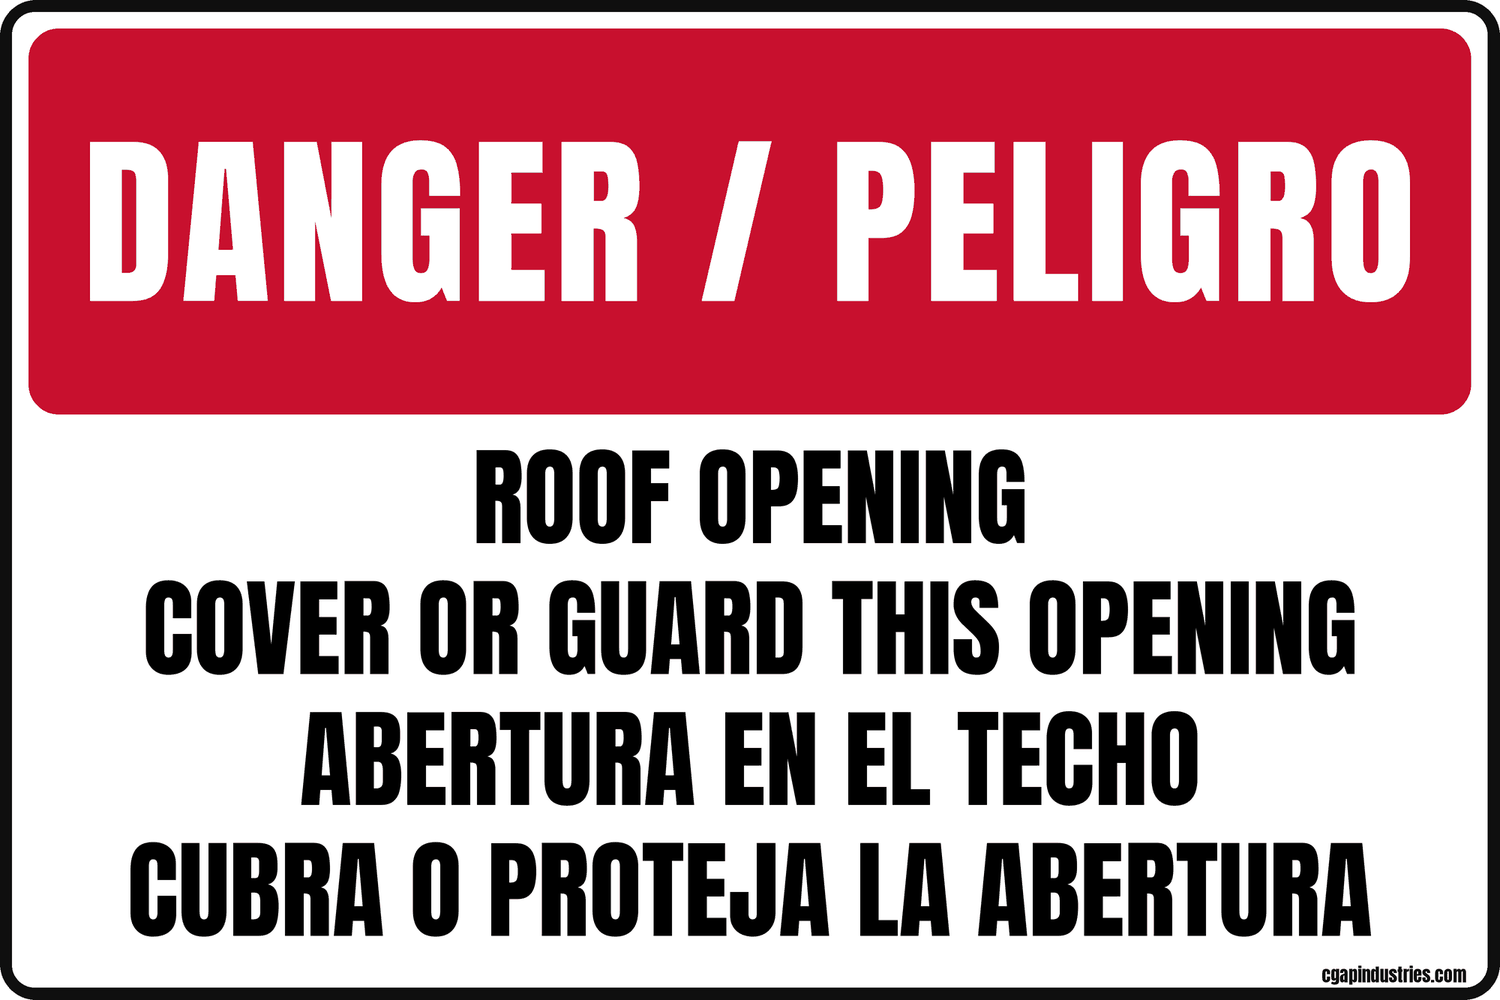 DANGER / PELIGRO
ROOF OPENING
COVER OR GUARD THIS OPENING
ABERTURA EN EL TECHO
CUBRA O PROTEJA LA ABERTURA
cgapindustries.com